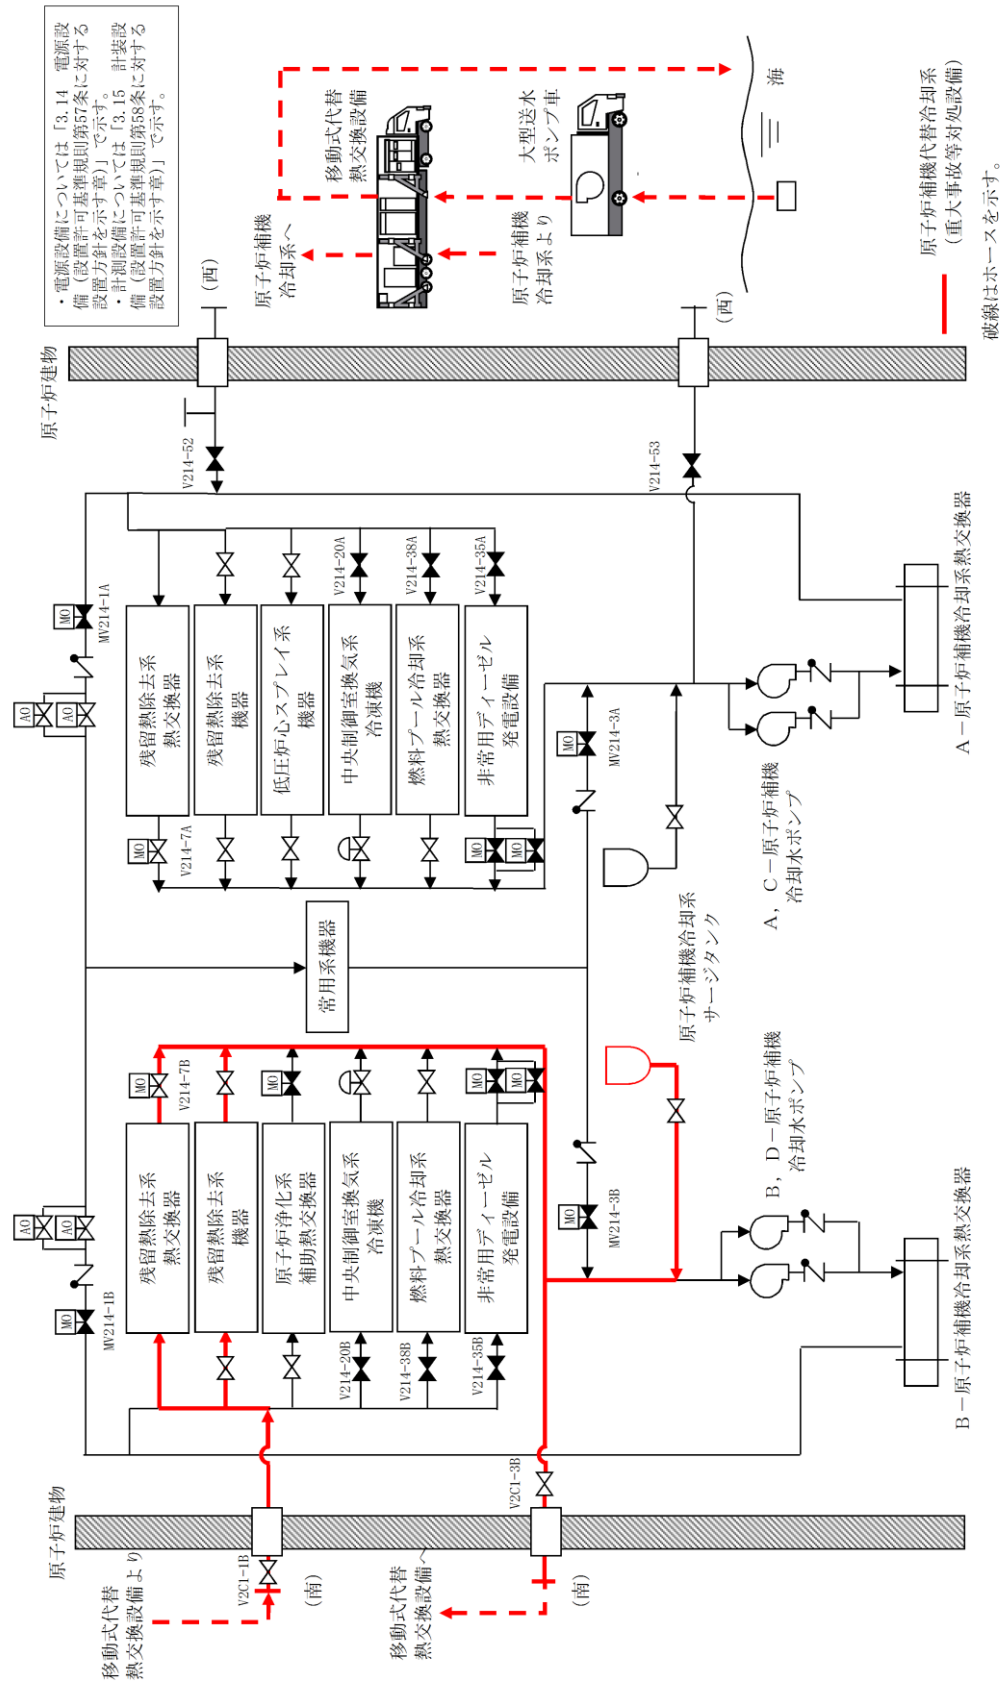 ・電源設備については「3.14　電源設
備（設置許可基準規則第57条に対する
設置方針を示す章）」で示す。
・計測設備については「3.15　計装設
備（設置許可基準規則第58条に対する
設置方針を示す章）」で示す。
原子炉建物
(西)
原子炉補機
冷却系へ
移動式代替
熱交換設備
原子炉補機
冷却系より
大型送水
ポンプ車
海
(西)
原子炉補機代替冷却系
（重大事故等対処設備）
破線はホースを示す。
V214-52
V214-53
MO
MV214-1A
AO
AO
残留熱除去系
熱交換器
残留熱除去系
機器
低圧炉心スプレイ系
機器
中央制御室換気系
冷凍機
燃料プール冷却系
熱交換器
非常用ディーゼル
発電設備
V214-20A
V214-38A
V214-35A
MO
V214-7A
MO
MO
MO
MV214-3A
A，C－原子炉補機
冷却水ポンプ
A－原子炉補機冷却系熱交換器
常用系機器
原子炉補機冷却系
サージタンク
AO
AO
MO
MV214-1B
MO
V214-7B
MO
MO
MO
残留熱除去系
熱交換器
残留熱除去系
機器
原子炉浄化系
補助熱交換器
中央制御室換気系
冷凍機
燃料プール冷却系
熱交換器
非常用ディーゼル
発電設備
V214-20B
V214-38B
V214-35B
MO
MV214-3B
B，D－原子炉補機
冷却水ポンプ
B－原子炉補機冷却系熱交換器
原子炉建物
V2C1-3B
V2C1-1B
移動式代替
熱交換設備より
(南)
移動式代替
熱交換設備へ
(南)